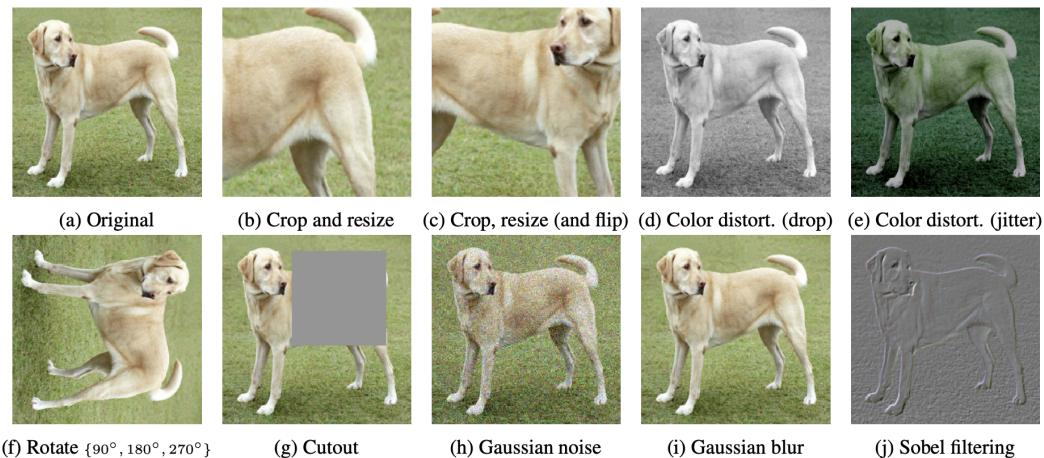 (a) Original
(b) Crop and resize
(c) Crop, resize (and flip)
(d) Color distort. (drop)
(e) Color distort. (jitter)
(f) Rotate {90°, 180°, 270°}
(g) Cutout
(h) Gaussian noise
(i) Gaussian blur
(j) Sobel filtering